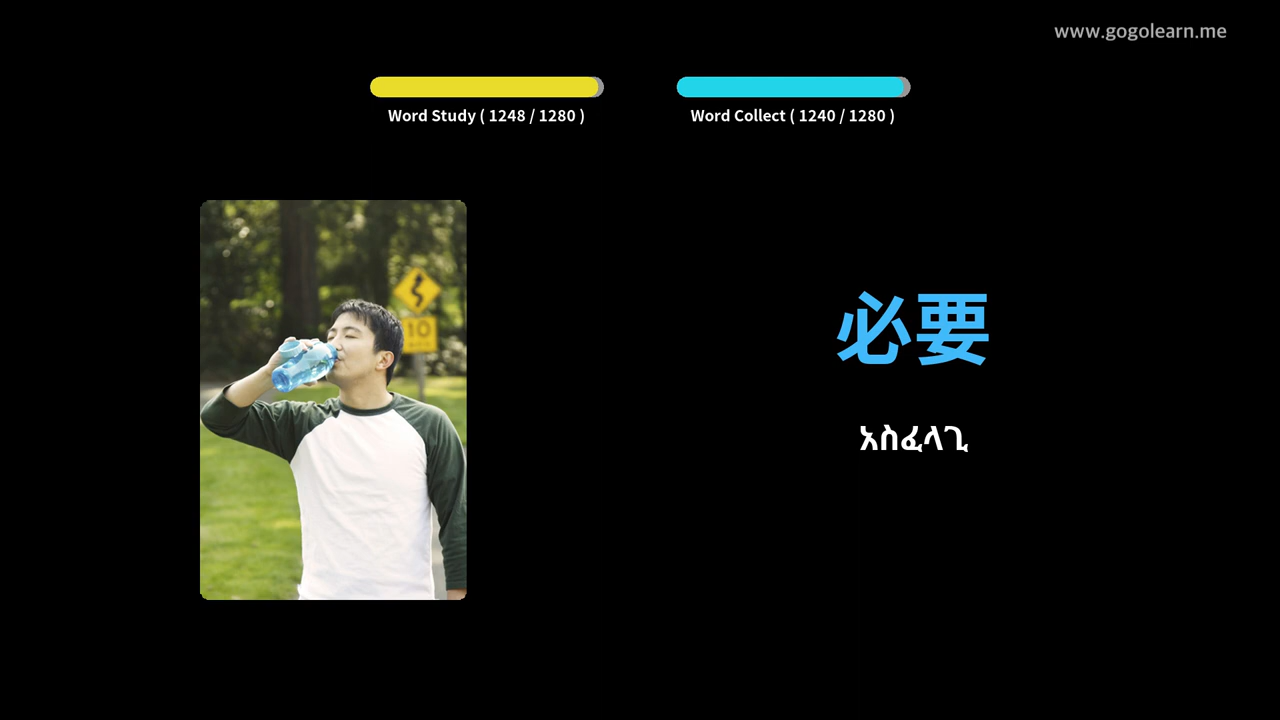 www.gogolearn.me
Word Study ( 1248 / 1280 )
Word Collect ( 1240 / 1280 )
10
必要
አስፈላጊ